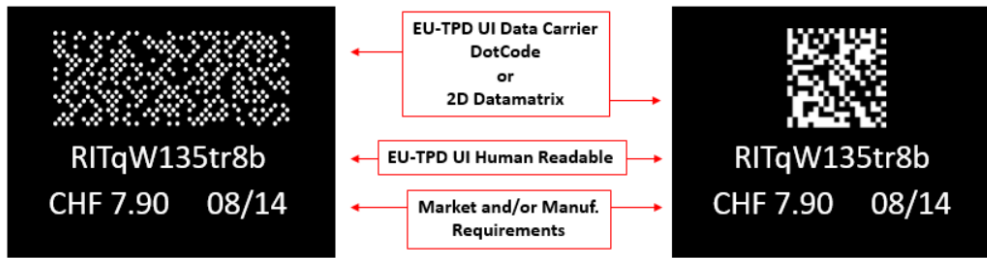 EU-TPD UI Data Carrier
DotCode
or
2D Datamatrix
RITqW135tr8b
EU-TPD UI Human Readable
RITqW135tr8b
CHF 7.90 08/14
Market and/or Manuf.
Requirements
CHF 7.90 08/14